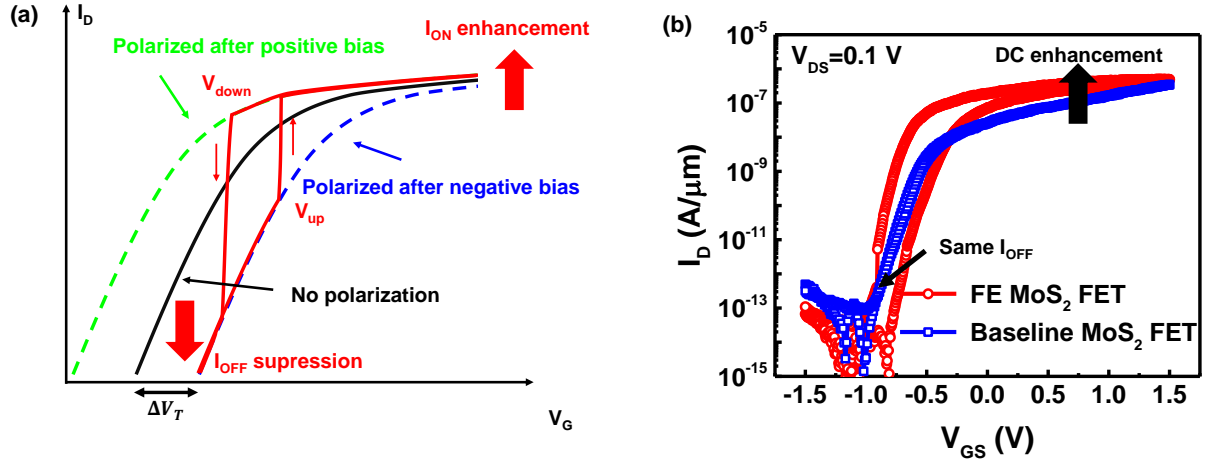 (a)
I_D
Polarized after positive bias
I_ON enhancement
V_down
Polarized after negative bias
V_up
No polarization
I_OFF supression
ΔV_T
V_G
(b)
V_DS=0.1 V
DC enhancement
Same I_OFF
FE MoS_2 FET
Baseline MoS_2 FET
I_D (A/μm)
10^-5
10^-7
10^-9
10^-11
10^-13
10^-15
-1.5 -1.0 -0.5 0.0 0.5 1.0 1.5
V_GS (V)